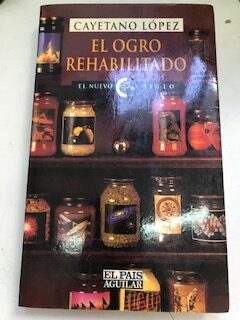 CAYETANO LÓPEZ
EL OGRO
REHABILITADO
EL NUEVO SIGLO
EL PAIS
AGUILAR